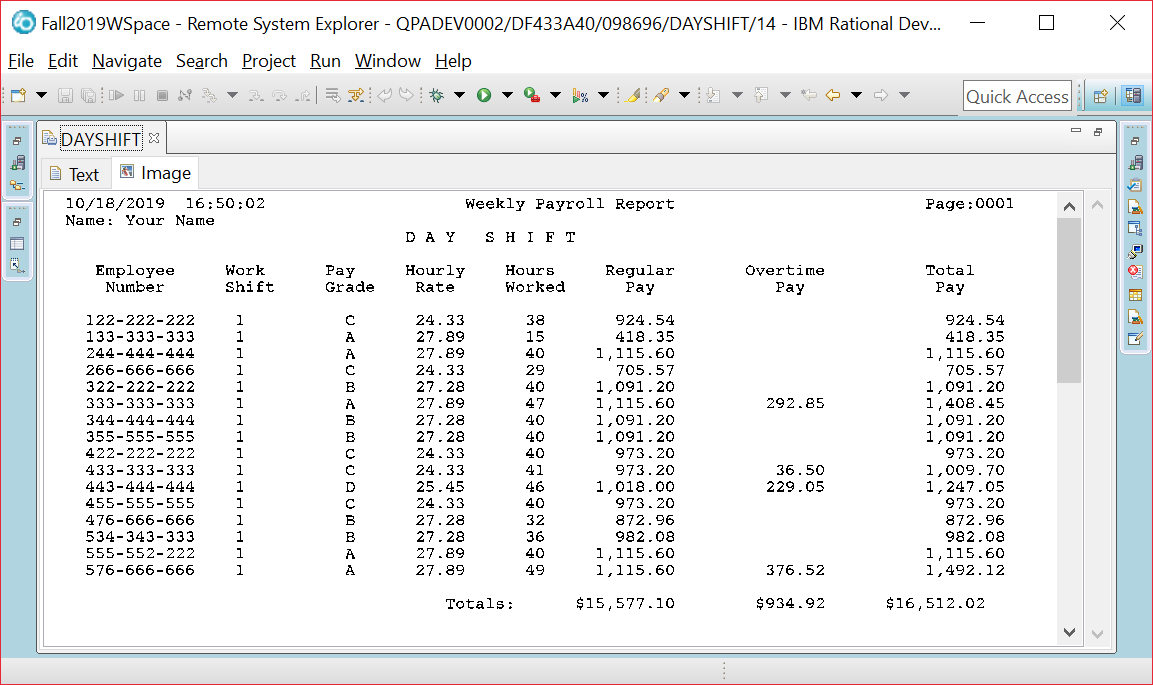 Fall2019WSpace - Remote System Explorer - QPADEV0002/DF433A40/098696/DAYSHIFT/14 - IBM Rational Dev...
File Edit Navigate Search Project Run Window Help
Quick Access
DAYSHIFT
Text Image
10/18/2019 16:50:02 Weekly Payroll Report Page:0001
Name: Your Name
D A Y S H I F T
Employee Work Pay Hourly Hours Regular Overtime Total
Number Shift Grade Rate Worked Pay Pay Pay
122-222-222 1 C 24.33 38 924.54 924.54
133-333-333 1 A 27.89 15 418.35 418.35
244-444-444 1 A 27.89 40 1,115.60 1,115.60
266-666-666 1 C 24.33 29 705.57 705.57
322-222-222 1 B 27.28 40 1,091.20 1,091.20
333-333-333 1 A 27.89 47 1,115.60 292.85 1,408.45
344-444-444 1 B 27.28 40 1,091.20 1,091.20
355-555-555 1 B 27.28 40 1,091.20 1,091.20
422-222-222 1 C 24.33 40 973.20 973.20
433-333-333 1 C 24.33 41 973.20 36.50 1,009.70
443-444-444 1 D 25.45 46 1,018.00 229.05 1,247.05
455-555-555 1 C 24.33 40 973.20 973.20
476-666-666 1 B 27.28 32 872.96 872.96
534-343-333 1 B 27.28 36 982.08 982.08
555-552-222 1 A 27.89 40 1,115.60 1,115.60
576-666-666 1 A 27.89 49 1,115.60 376.52 1,492.12
Totals: $15,577.10 $934.92 $16,512.02